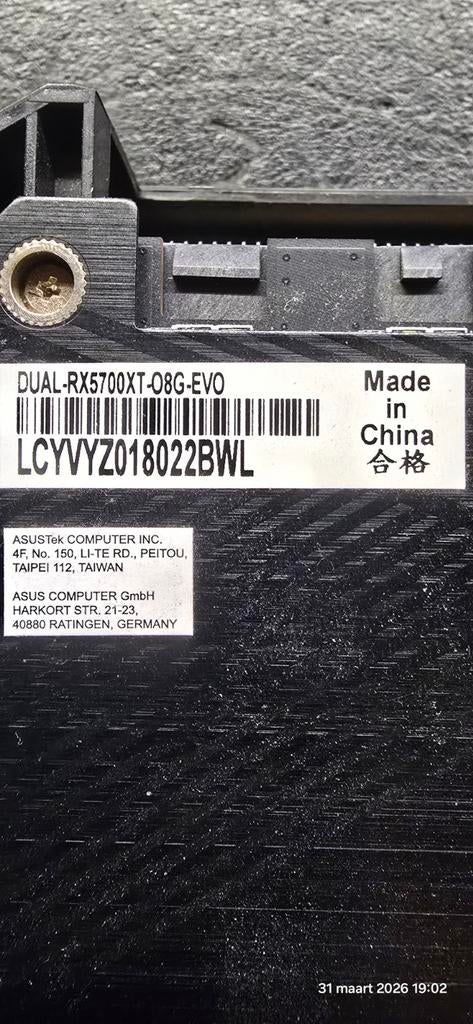 DUAL-RX5700XT-O8G-EVO
LCYVYZ018022BWL
Made
in
China
合格
ASUSTek COMPUTER INC.
4F, No. 150, LI-TE RD., PEITOU,
TAIPEI 112, TAIWAN
ASUS COMPUTER GmbH
HARKORT STR. 21-23,
40880 RATINGEN, GERMANY
31 maart 2026 19:02